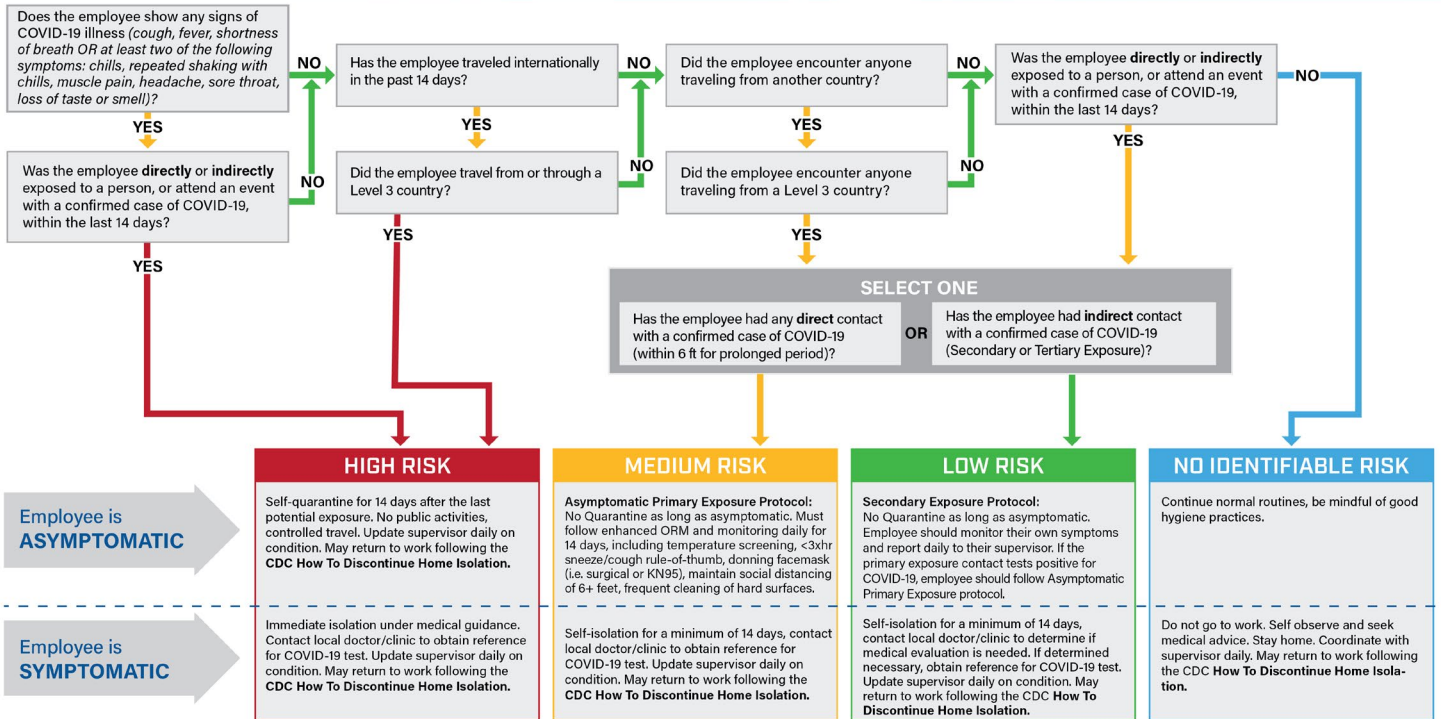 Does the employee show any signs of
COVID-19 illness (cough, fever, shortness
of breath OR at least two of the following
symptoms: chills, repeated shaking with
chills, muscle pain, headache, sore throat,
loss of taste or smell)?
NO
Has the employee traveled internationally
in the past 14 days?
NO
Did the employee encounter anyone
traveling from another country?
NO
Was the employee directly or indirectly
exposed to a person, or attend an event
with a confirmed case of COVID-19,
within the last 14 days?
NO
YES
YES
YES
YES
Was the employee directly or indirectly
exposed to a person, or attend an event
with a confirmed case of COVID-19,
within the last 14 days?
NO
Did the employee travel from or through a
Level 3 country?
NO
Did the employee encounter anyone
traveling from a Level 3 country?
NO
YES
YES
YES
SELECT ONE
Has the employee had any direct contact
with a confirmed case of COVID-19
(within 6 ft for prolonged period)?
OR
Has the employee had indirect contact
with a confirmed case of COVID-19
(Secondary or Tertiary Exposure)?
HIGH RISK
MEDIUM RISK
LOW RISK
NO IDENTIFIABLE RISK
Employee is
ASYMPTOMATIC
Self-quarantine for 14 days after the last
potential exposure. No public activities,
controlled travel. Update supervisor daily on
condition. May return to work following the
CDC How To Discontinue Home Isolation.
Asymptomatic Primary Exposure Protocol:
No Quarantine as long as asymptomatic. Must
follow enhanced ORM and monitoring daily for
14 days, including temperature screening, <3xhr
sneeze/cough rule-of-thumb, donning facemask
(i.e. surgical or KN95), maintain social distancing
of 6+ feet, frequent cleaning of hard surfaces.
Secondary Exposure Protocol:
No Quarantine as long as asymptomatic.
Employee should monitor their own symptoms
and report daily to their supervisor. If the
primary exposure contact tests positive for
COVID-19, employee should follow Asymptomatic
Primary Exposure protocol.
Continue normal routines, be mindful of good
hygiene practices.
Employee is
SYMPTOMATIC
Immediate isolation under medical guidance.
Contact local doctor/clinic to obtain reference
for COVID-19 test. Update supervisor daily on
condition. May return to work following the
CDC How To Discontinue Home Isolation.
Self-isolation for a minimum of 14 days, contact
local doctor/clinic to obtain reference for
COVID-19 test. Update supervisor daily on
condition. May return to work following the
CDC How To Discontinue Home Isolation.
Self-isolation for a minimum of 14 days,
contact local doctor/clinic to determine if
medical evaluation is needed. If determined
necessary, obtain reference for COVID-19 test.
Update supervisor daily on condition. May
return to work following the CDC How To
Discontinue Home Isolation.
Do not go to work. Self observe and seek
medical advice. Stay home. Coordinate with
supervisor daily. May return to work following
the CDC How To Discontinue Home Isola-
tion.